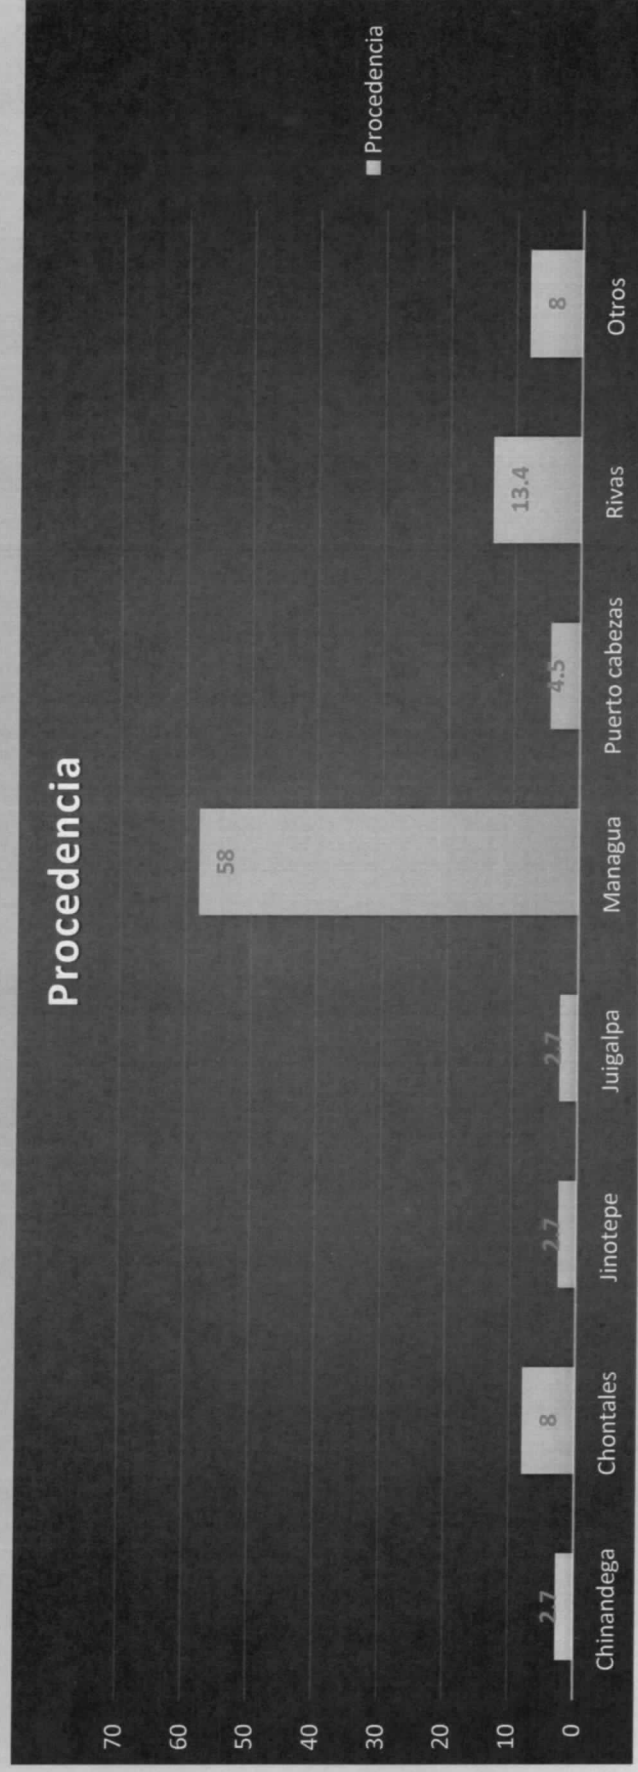 Procedencia
70
60
50
40
30
20
10
0
2.7
8
2.7
2.7
58
4.5
13.4
8
Chinandega
Chontales
Jinotepe
Juigalpa
Managua
Puerto cabezas
Rivas
Otros
Procedencia